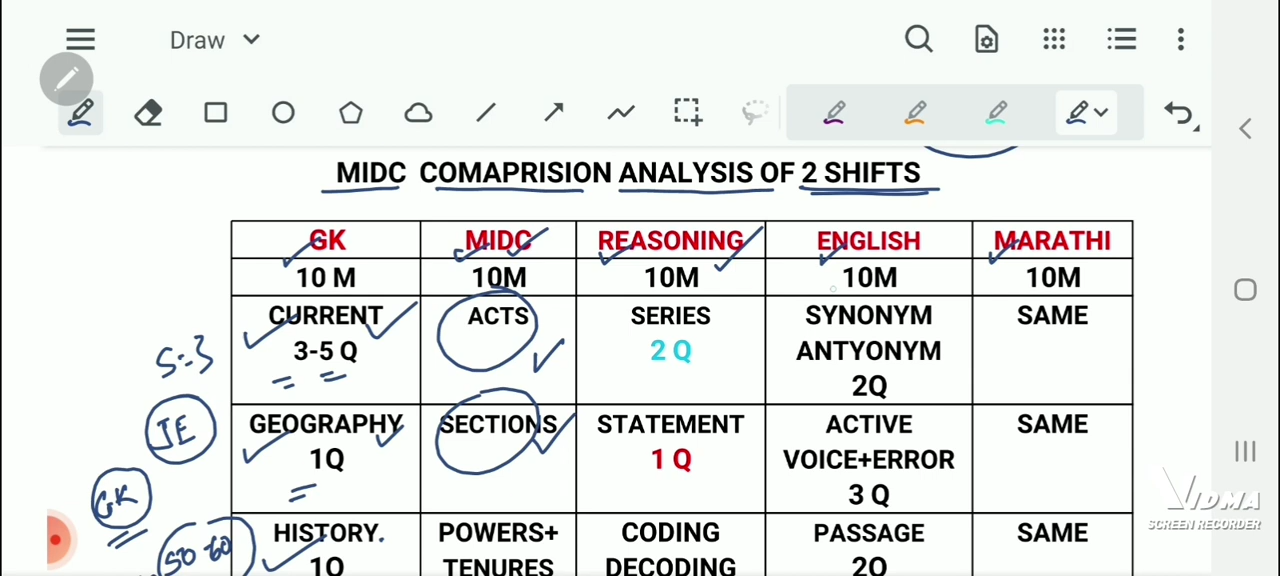 Draw
MIDC COMAPRISION ANALYSIS OF 2 SHIFTS
GK MIDC REASONING ENGLISH MARATHI
10 M 10M 10M 10M 10M
CURRENT ACTS SERIES SYNONYM SAME
3-5 Q 2 Q ANTYONYM
2Q
GEOGRAPHY SECTIONS STATEMENT ACTIVE SAME
1Q 1 Q VOICE+ERROR
3 Q
HISTORY. POWERS+ CODING PASSAGE SAME
1Q TENURES DECODING 2Q
JE
GK
50-60
VIDMA
SCREEN RECORDER